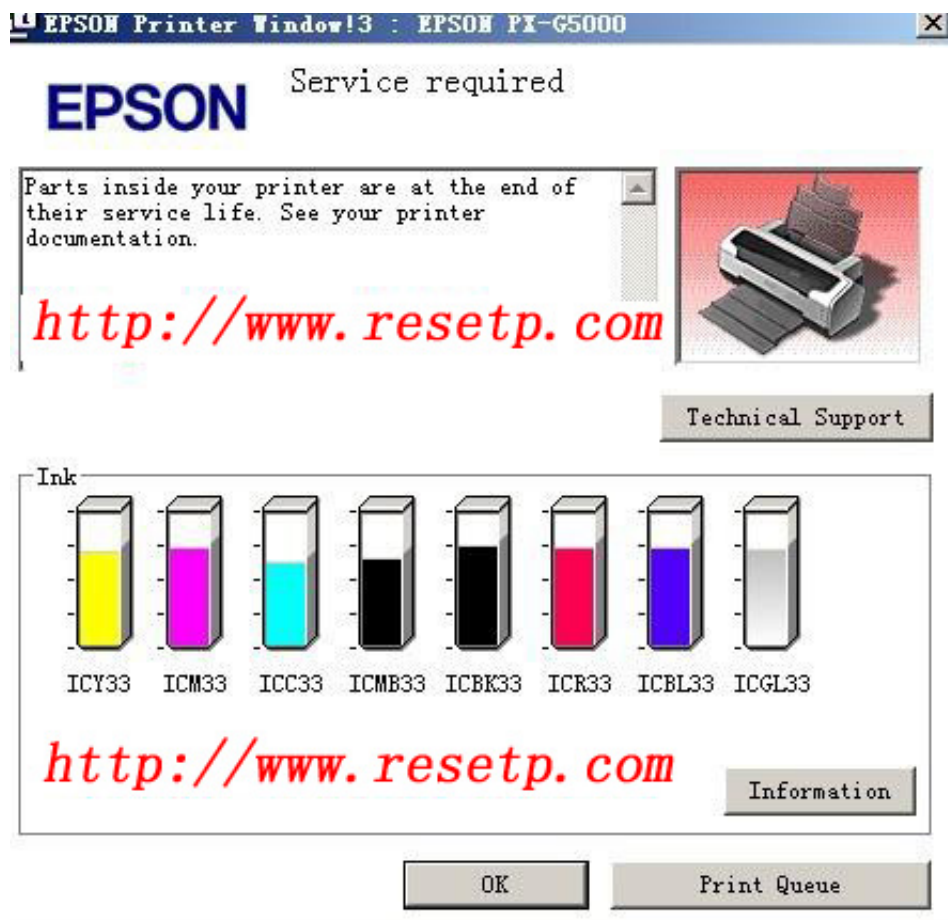 EPSON Printer Window!3 : EPSON PX-G5000
EPSON
Service required
Parts inside your printer are at the end of
their service life. See your printer
documentation.
http://www.resetp.com
Technical Support
Ink
ICY33 ICM33 ICC33 ICMB33 ICBK33 ICR33 ICBL33 ICGL33
http://www.resetp.com
Information
OK Print Queue